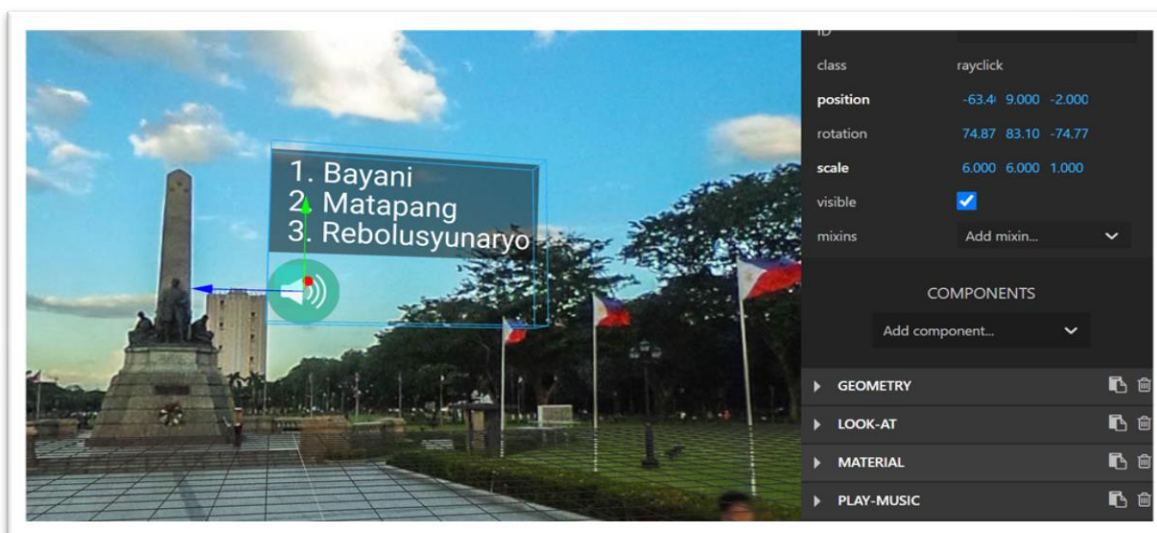 1. Bayani
2. Matapang
3. Rebolusyunaryo
ID
class rayclick
position 9.000 -2.000
rotation 74.87 83.10 -74.77
scale 6.000 6.000 1.000
visible
mixins Add mixin...
COMPONENTS
Add component...
GEOMETRY
LOOK-AT
MATERIAL
PLAY-MUSIC